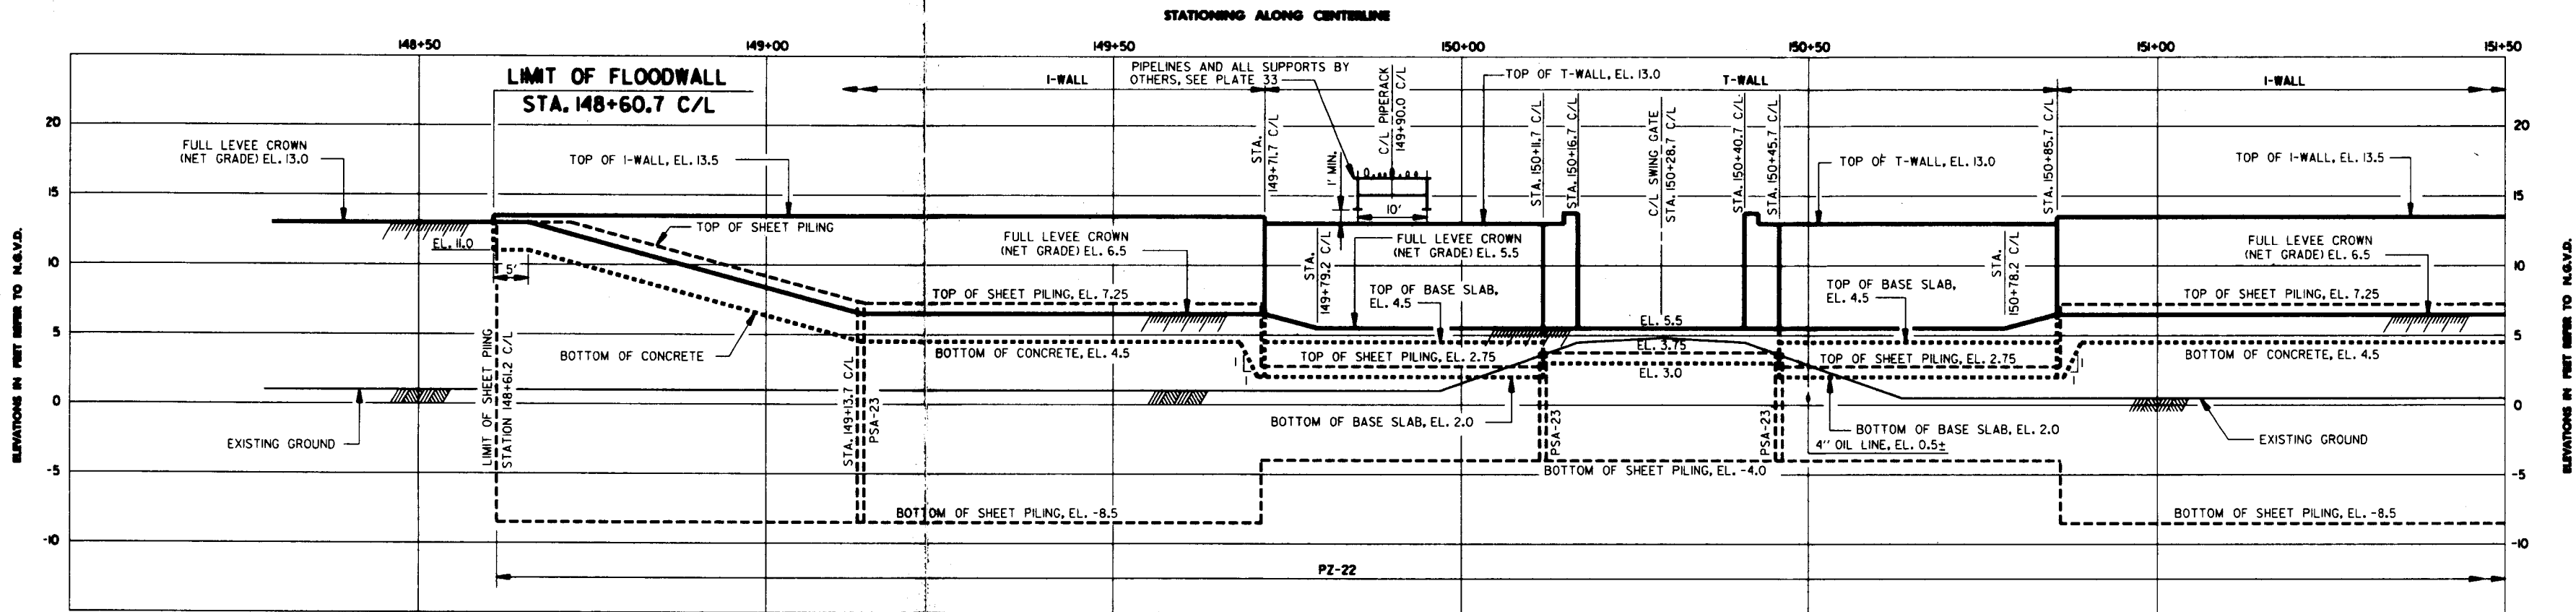 STATIONING ALONG CENTERLINE
148+50
149+00
149+50
150+00
150+50
151+00
151+50
LIMIT OF FLOODWALL
STA. 148+60.7 C/L
I-WALL
PIPELINES AND ALL SUPPORTS BY
OTHERS, SEE PLATE 33
C/L PIPERACK
149+90.0 C/L
TOP OF T-WALL, EL. 13.0
T-WALL
I-WALL
20
15
10
5
0
-5
-10
ELEVATIONS IN FEET REFER TO N.G.V.D.
FULL LEVEE CROWN
(NET GRADE) EL. 13.0
TOP OF I-WALL, EL. 13.5
STA.
149+71.7 C/L
1' MIN.
10'
STA. 150+11.7 C/L
STA. 150+16.7 C/L
C/L SWING GATE
STA. 150+28.7 C/L
STA. 150+40.7 C/L
STA. 150+45.7 C/L
TOP OF T-WALL, EL. 13.0
STA. 150+85.7 C/L
TOP OF I-WALL, EL. 13.5
EL. 11.0
5'
TOP OF SHEET PILING
FULL LEVEE CROWN
(NET GRADE) EL. 6.5
STA.
149+79.2 C/L
FULL LEVEE CROWN
(NET GRADE) EL. 5.5
STA.
150+78.2 C/L
FULL LEVEE CROWN
(NET GRADE) EL. 6.5
TOP OF SHEET PILING, EL. 7.25
TOP OF BASE SLAB,
EL. 4.5
TOP OF BASE SLAB,
EL. 4.5
TOP OF SHEET PILING, EL. 7.25
EL. 5.5
BOTTOM OF CONCRETE
BOTTOM OF CONCRETE, EL. 4.5
1
1
TOP OF SHEET PILING, EL. 2.75
EL. 3.75
EL. 3.0
TOP OF SHEET PILING, EL. 2.75
1
1
BOTTOM OF CONCRETE, EL. 4.5
EXISTING GROUND
LIMIT OF SHEET PIING
STATION 148+61.2 C/L
STA. 149+13.7 C/L
PSA-23
BOTTOM OF BASE SLAB, EL. 2.0
PSA-23
PSA-23
BOTTOM OF BASE SLAB, EL. 2.0
4" OIL LINE, EL. 0.5±
EXISTING GROUND
BOTTOM OF SHEET PILING, EL. -4.0
BOTTOM OF SHEET PILING, EL. -8.5
BOTTOM OF SHEET PILING, EL. -8.5
PZ-22
20
15
10
5
0
-5
-10
ELEVATIONS IN FEET REFER TO N.G.V.D.